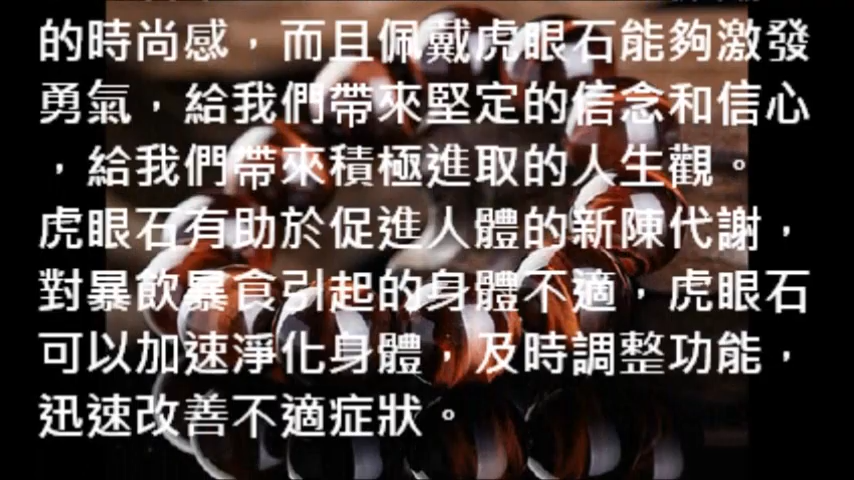 的時尚感，而且佩戴虎眼石能夠激發
勇氣，給我們帶來堅定的信念和信心
，給我們帶來積極進取的人生觀。
虎眼石有助於促進人體的新陳代謝，
對暴飲暴食引起的身體不適，虎眼石
可以加速淨化身體，及時調整功能，
迅速改善不適症狀。